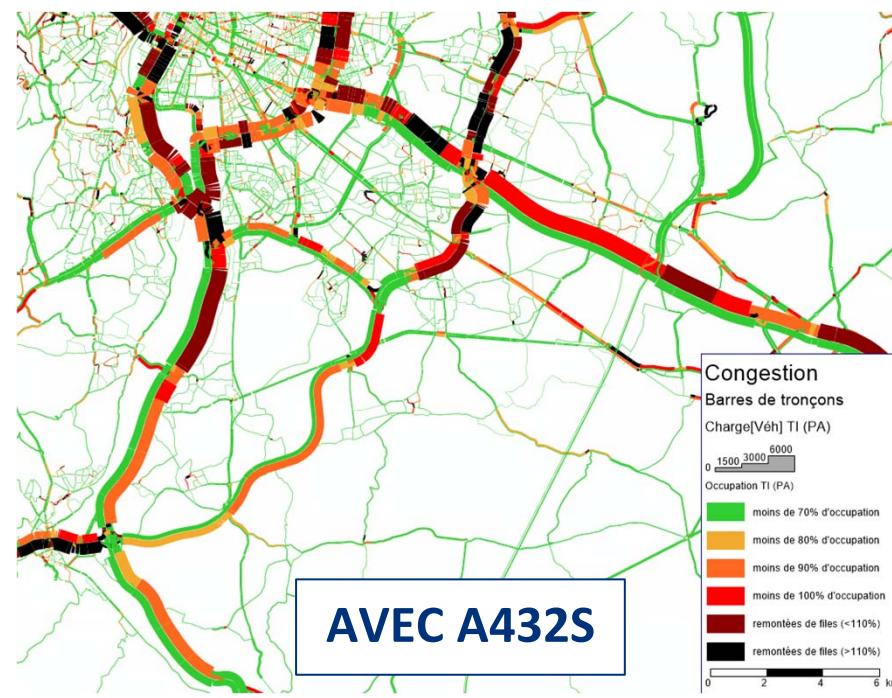 AVEC A432S
Congestion
Barres de tronçons
Charge[Véh] TI (PA)
0 1500 3000 6000
Occupation TI (PA)
moins de 70% d'occupation
moins de 80% d'occupation
moins de 90% d'occupation
moins de 100% d'occupation
remontées de files (<110%)
remontées de files (>110%)
0 2 4 6 k